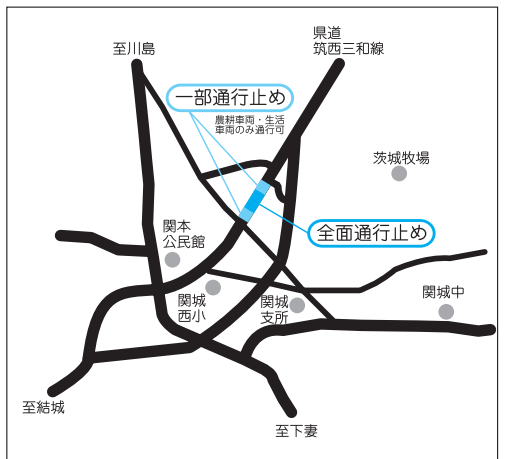 県道
筑西三和線
至川島
一部通行止め
農耕車両・生活
車両のみ通行可
茨城牧場
関本
公民館
全面通行止め
関城
西小
関城
支所
関城中
至結城
至下妻